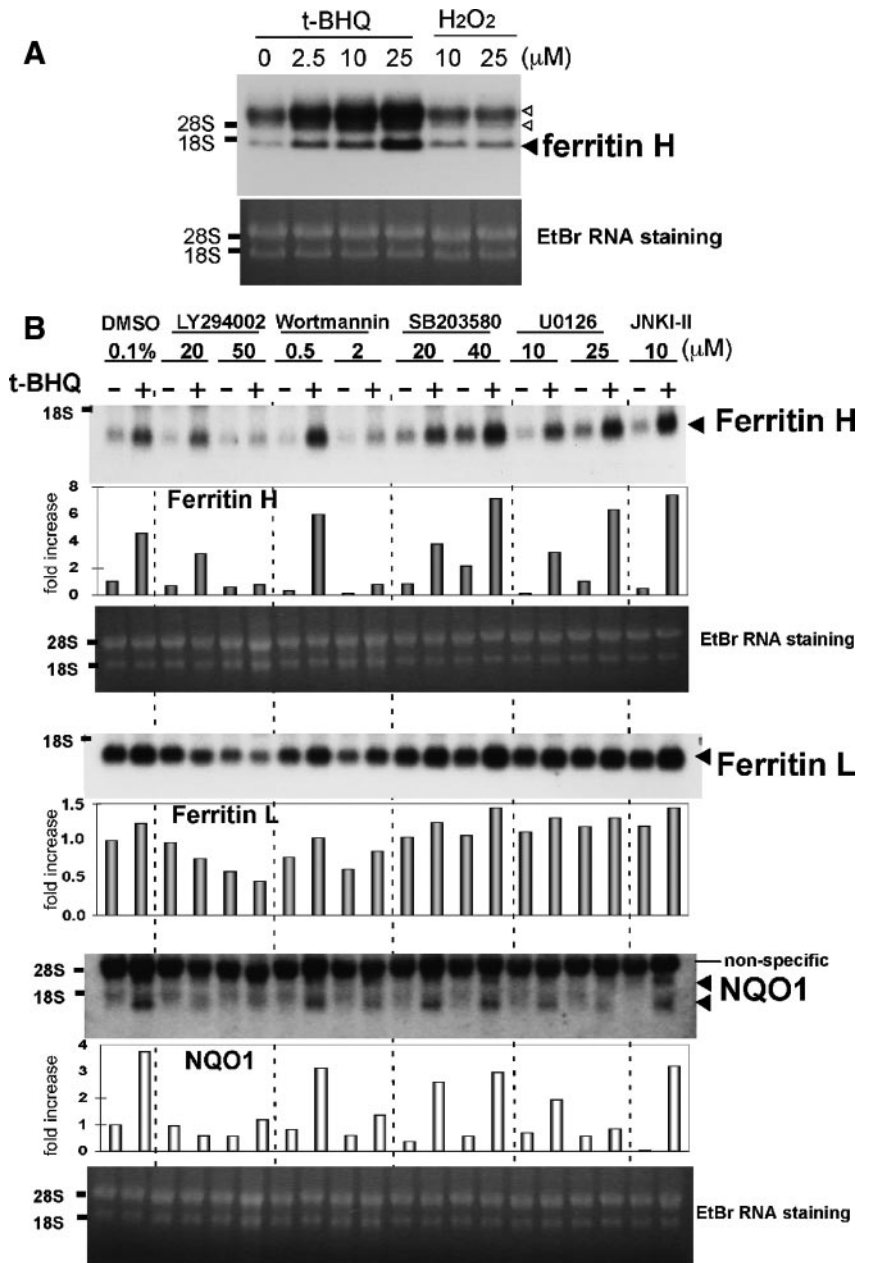 A
t-BHQ H2O2
0 2.5 10 25 10 25 (μM)
28S
18S
ferritin H
28S
18S
EtBr RNA staining
B
DMSO LY294002 Wortmannin SB203580 U0126 JNKI-II
0.1% 20 50 0.5 2 20 40 10 25 10 (μM)
t-BHQ - + - + - + - + - + - + - + - + - + - +
18S
Ferritin H
8
6
4
2
0
fold increase
Ferritin H
28S
18S
EtBr RNA staining
18S
Ferritin L
1.5
1.0
0.5
0.0
fold increase
Ferritin L
28S
18S
non-specific
NQO1
4
3
2
1
0
fold increase
NQO1
28S
18S
EtBr RNA staining